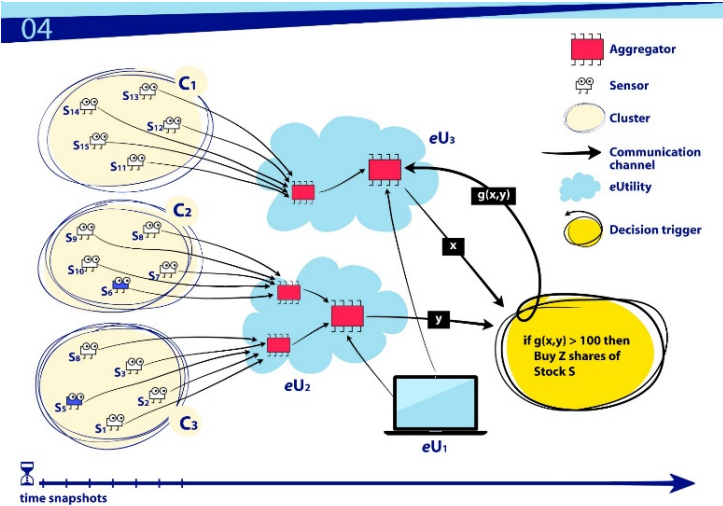 04
C1
S13
S14
S12
S15
S11
C2
S9
S8
S10
S7
S6
C3
S8
S3
S5
S2
S1
eU3
eU2
eU1
g(x,y)
x
y
if g(x,y) > 100 then
Buy Z shares of
Stock S
Aggregator
Sensor
Cluster
Communication
channel
eUtility
Decision trigger
time snapshots